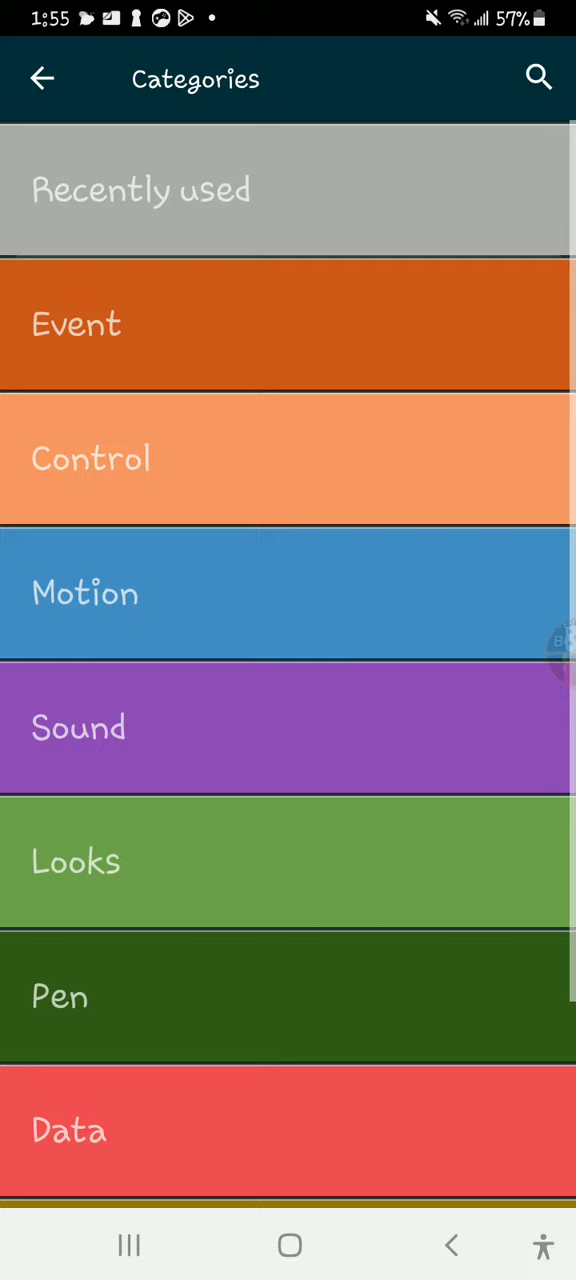 1:55 57%
Categories
Recently used
Event
Control
Motion
Sound
Looks
Pen
Data